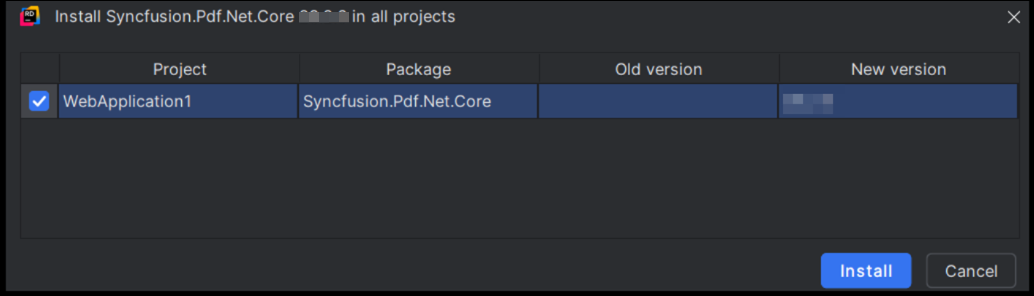 Install Syncfusion.Pdf.Net.Core in all projects
Project Package Old version New version
WebApplication1 Syncfusion.Pdf.Net.Core
Install Cancel